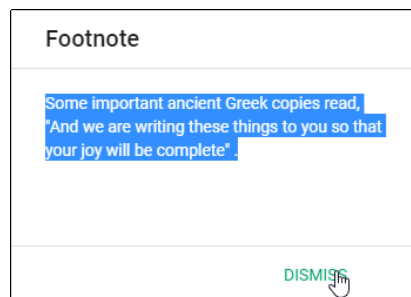 Footnote
Some important ancient Greek copies read,
"And we are writing these things to you so that
your joy will be complete" .
DISMISS